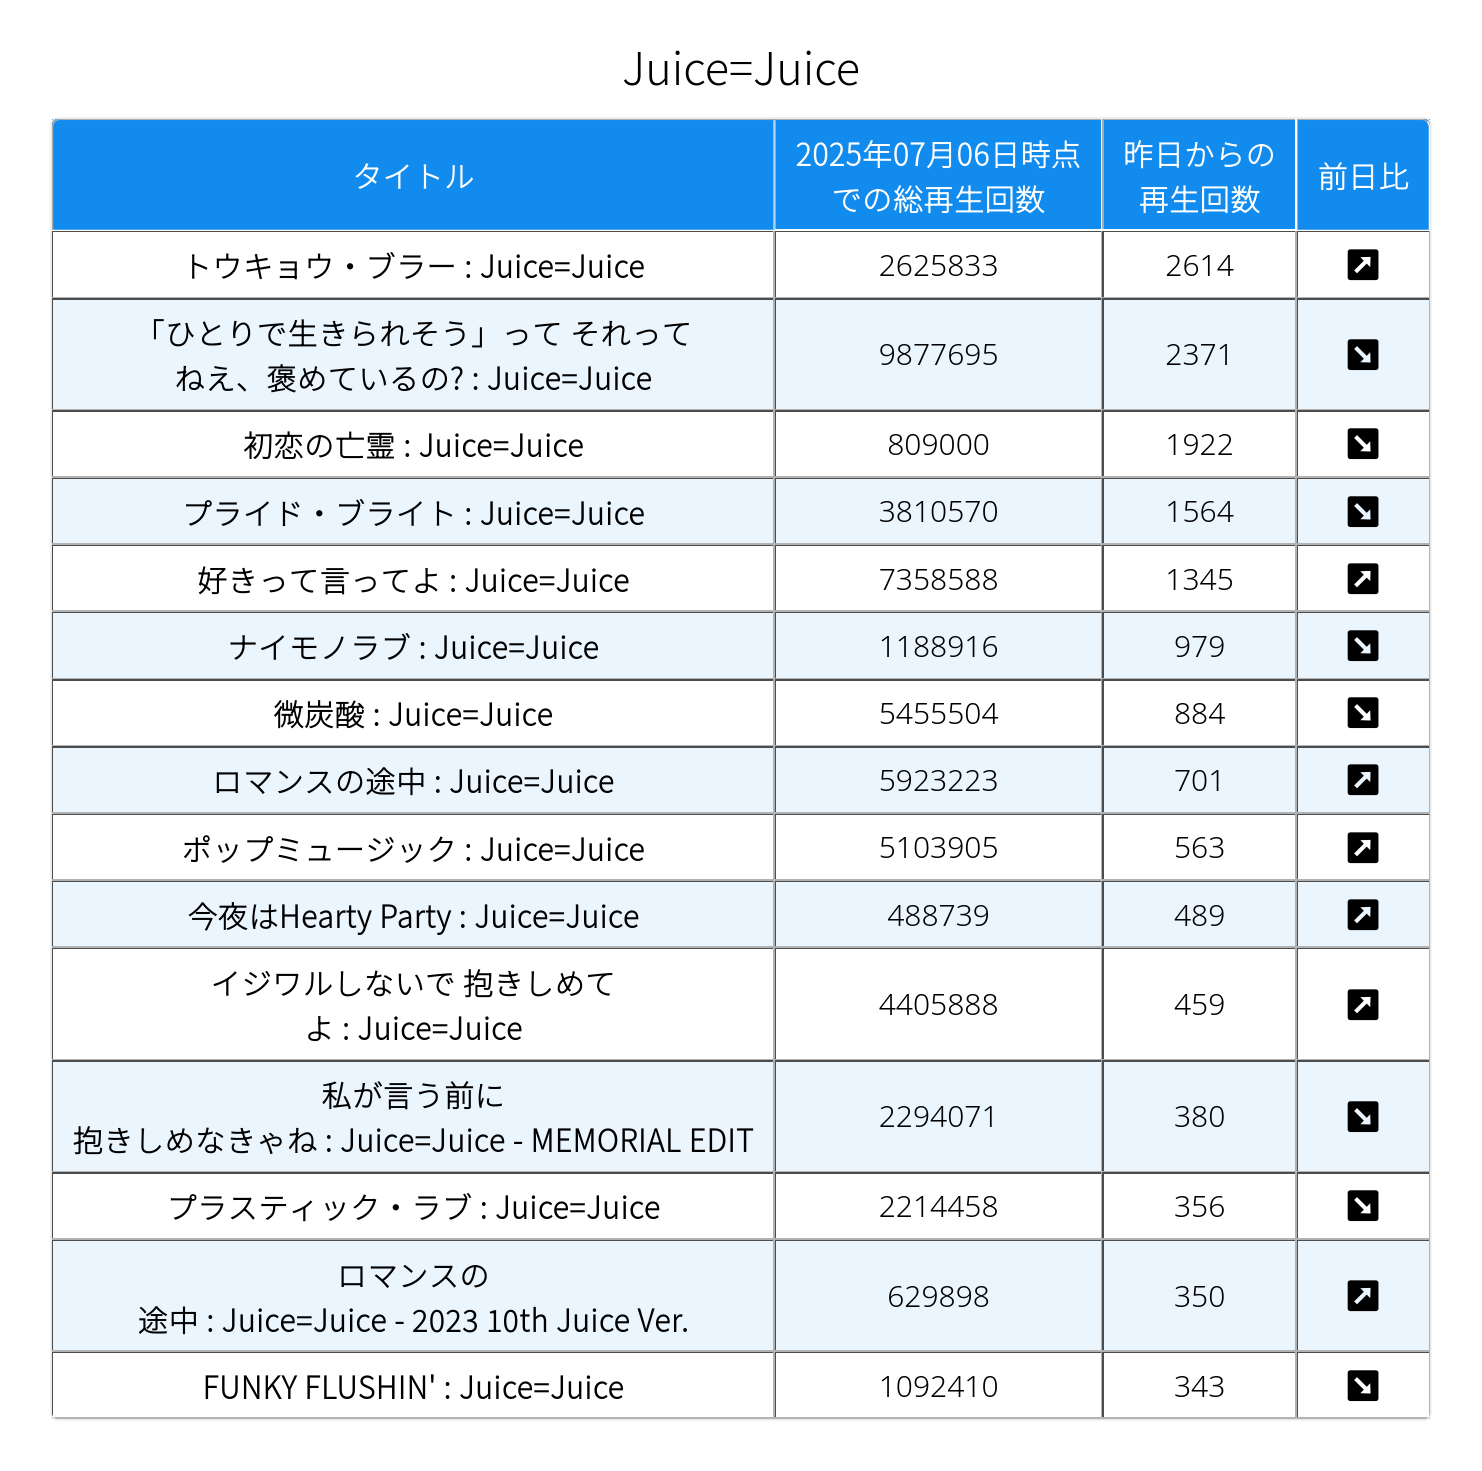 Juice=Juice
タイトル
2025年07月06日時点
での総再生回数
昨日からの
再生回数
前日比
トウキョウ・ブラー : Juice=Juice
2625833
2614
「ひとりで生きられそう」って それって
ねえ、褒めているの? : Juice=Juice
9877695
2371
初恋の亡霊 : Juice=Juice
809000
1922
プライド・ブライト : Juice=Juice
3810570
1564
好きって言ってよ : Juice=Juice
7358588
1345
ナイモノラブ : Juice=Juice
1188916
979
微炭酸 : Juice=Juice
5455504
884
ロマンスの途中 : Juice=Juice
5923223
701
ポップミュージック : Juice=Juice
5103905
563
今夜はHearty Party : Juice=Juice
488739
489
イジワルしないで 抱きしめて
よ : Juice=Juice
4405888
459
私が言う前に
抱きしめなきゃね : Juice=Juice - MEMORIAL EDIT
2294071
380
プラスティック・ラブ : Juice=Juice
2214458
356
ロマンスの
途中 : Juice=Juice - 2023 10th Juice Ver.
629898
350
FUNKY FLUSHIN' : Juice=Juice
1092410
343